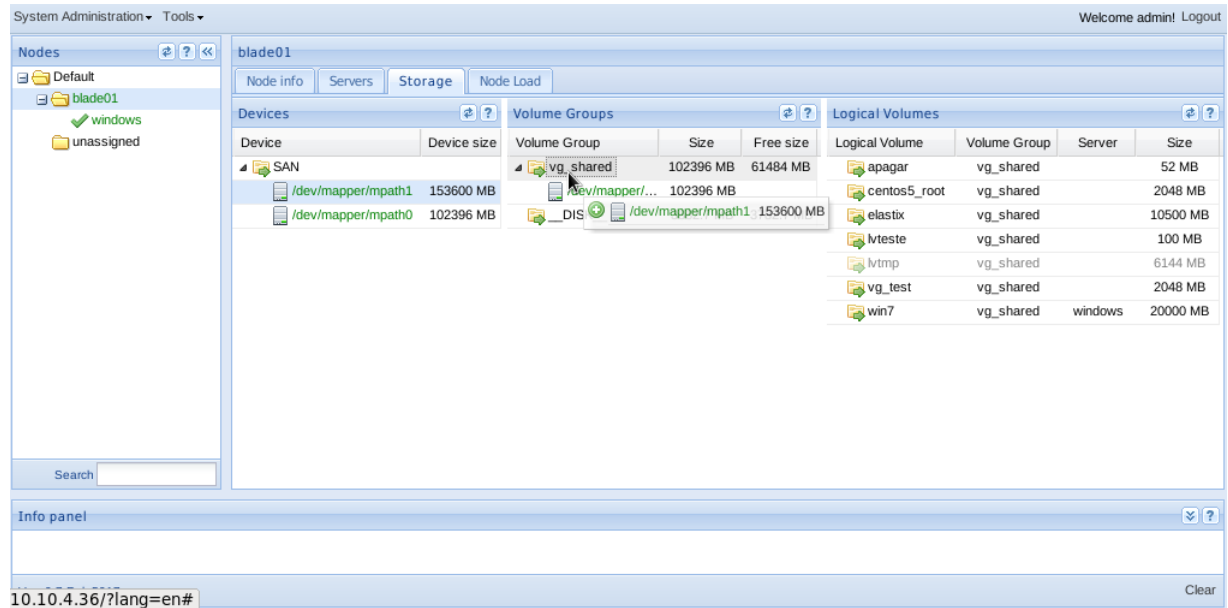 System Administration Tools Welcome admin! Logout
Nodes
Default
blade01
windows
unassigned
Search
blade01
Node info Servers Storage Node Load
Devices
Device Device size
SAN
/dev/mapper/mpath1 153600 MB
/dev/mapper/mpath0 102396 MB
Volume Groups
Volume Group Size Free size
vg_shared 102396 MB 61484 MB
dev/mapper/... 102396 MB
__DIS
/dev/mapper/mpath1 153600 MB
Logical Volumes
Logical Volume Volume Group Server Size
apagar vg_shared 52 MB
centos5_root vg_shared 2048 MB
elastix vg_shared 10500 MB
lvteste vg_shared 100 MB
lvtmp vg_shared 6144 MB
vg_test vg_shared 2048 MB
win7 vg_shared windows 20000 MB
Info panel
Clear
10.10.4.36/?lang=en#